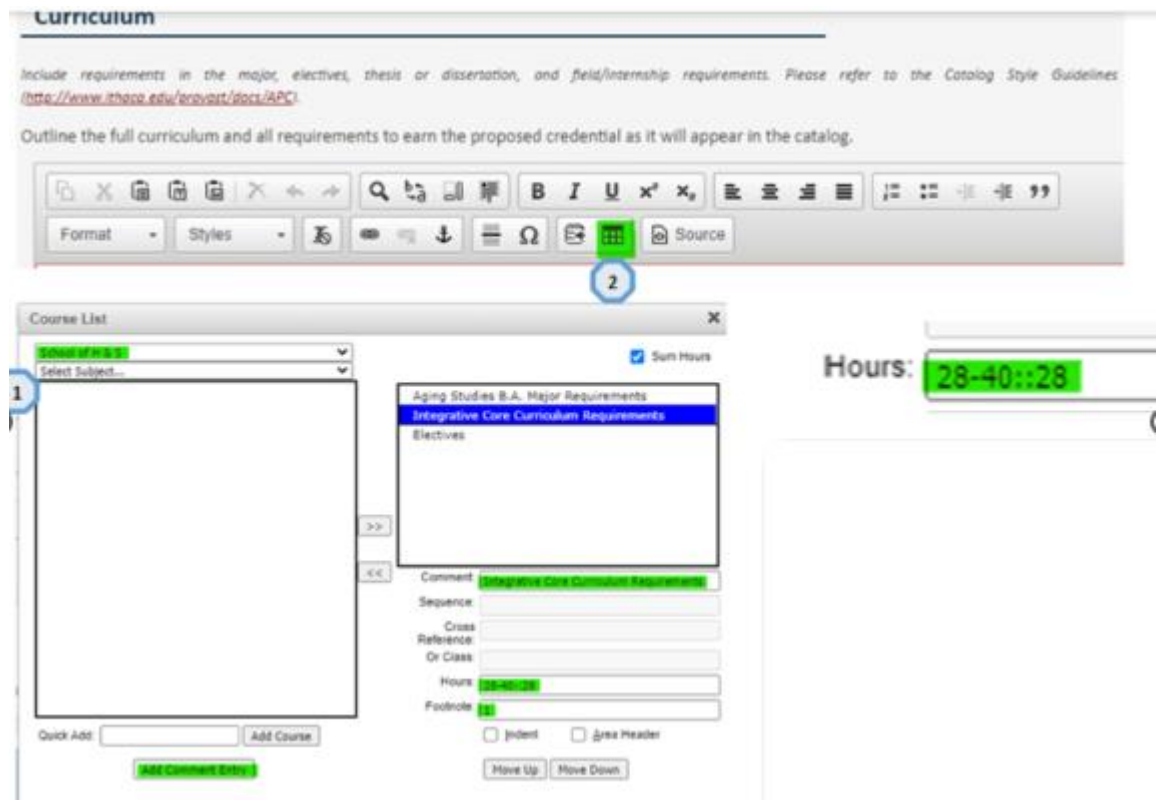 Curriculum
Include requirements in the major, electives, thesis or dissertation, and field/internship requirements. Please refer to the Catalog Style Guidelines
(http://www.ithaca.edu/provost/docs/APC).
Outline the full curriculum and all requirements to earn the proposed credential as it will appear in the catalog.
B I U x² xₐ
Format Styles Ω Source
2
Course List
School of H & S
Sum Hours
Select Subject...
1
Aging Studies B.A. Major Requirements
Integrative Core Curriculum Requirements
Electives
>>
<<
Comment: Integrative Core Curriculum Requirements
Sequence:
Cross
Reference:
Or Class:
Hours: 28-40::28
Footnote: 1
Quick Add: Add Course
Indent Area Header
Add Comment Entry
Move Up Move Down
Hours: 28-40::28